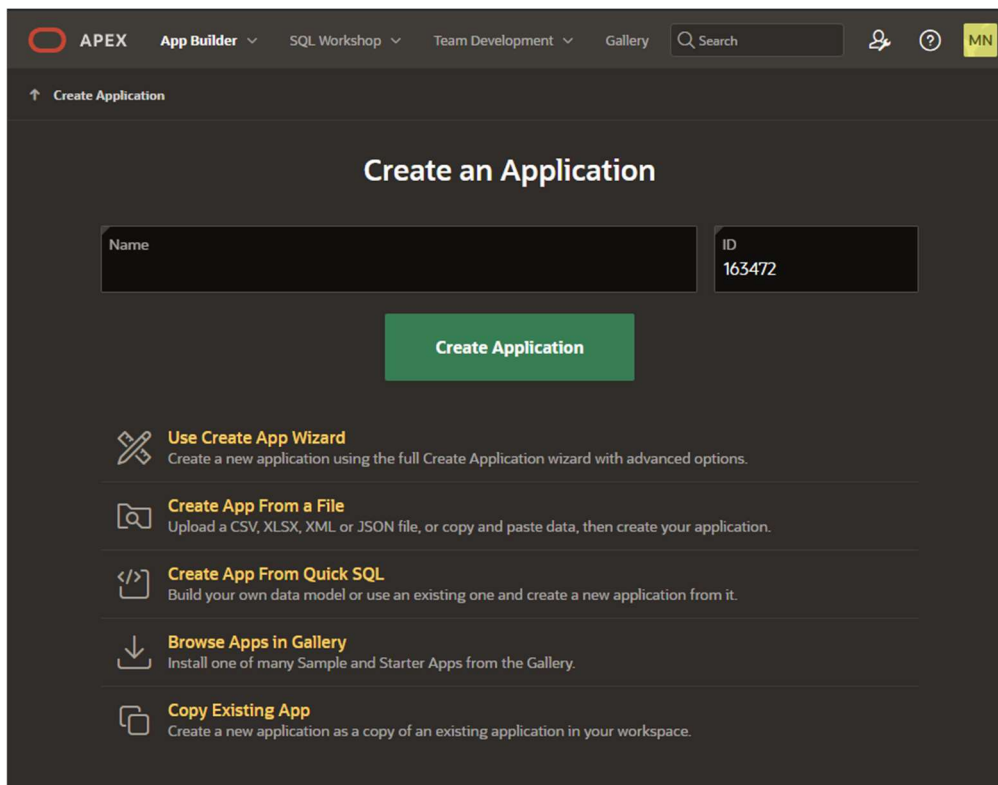 APEX App Builder SQL Workshop Team Development Gallery Search MN
Create Application
Create an Application
Name
ID
163472
Create Application
Use Create App Wizard
Create a new application using the full Create Application wizard with advanced options.
Create App From a File
Upload a CSV, XLSX, XML or JSON file, or copy and paste data, then create your application.
Create App From Quick SQL
Build your own data model or use an existing one and create a new application from it.
Browse Apps in Gallery
Install one of many Sample and Starter Apps from the Gallery.
Copy Existing App
Create a new application as a copy of an existing application in your workspace.